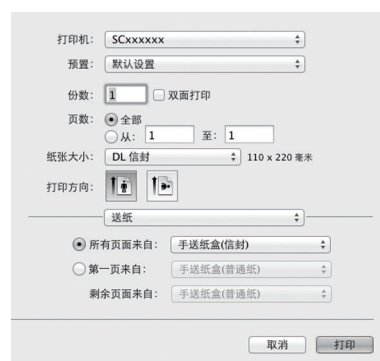 打印机: SCxxxxxx
预置: 默认设置
份数: 1 双面打印
页数: 全部
从: 1 至: 1
纸张大小: DL 信封 110 x 220 毫米
打印方向:
送纸
所有页面来自: 手送纸盒(信封)
第一页来自: 手送纸盒(普通纸)
剩余页面来自: 手送纸盒(普通纸)
取消 打印